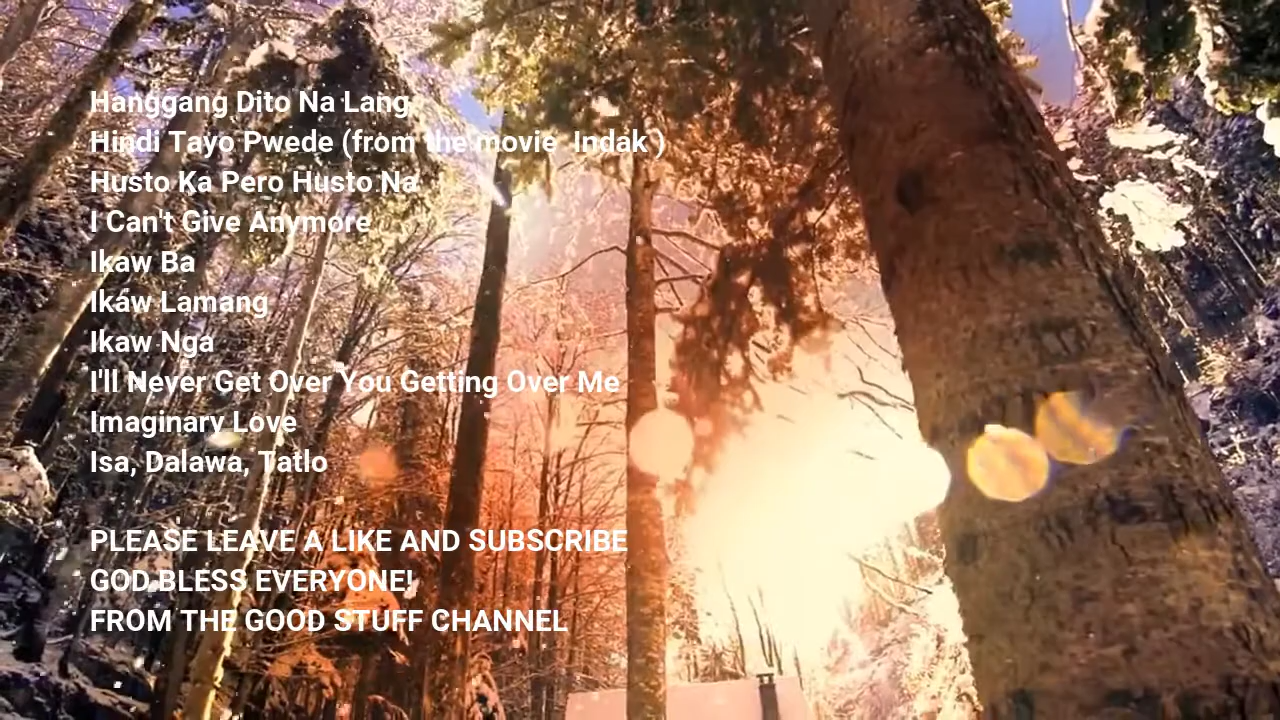 Hanggang Dito Na Lang
Hindi Tayo Pwede (from the movie Indak )
Husto Ka Pero Husto Na
I Can't Give Anymore
Ikaw Ba
Ikaw Lamang
Ikaw Nga
I'll Never Get Over You Getting Over Me
Imaginary Love
Isa, Dalawa, Tatlo
PLEASE LEAVE A LIKE AND SUBSCRIBE
GOD BLESS EVERYONE!
FROM THE GOOD STUFF CHANNEL